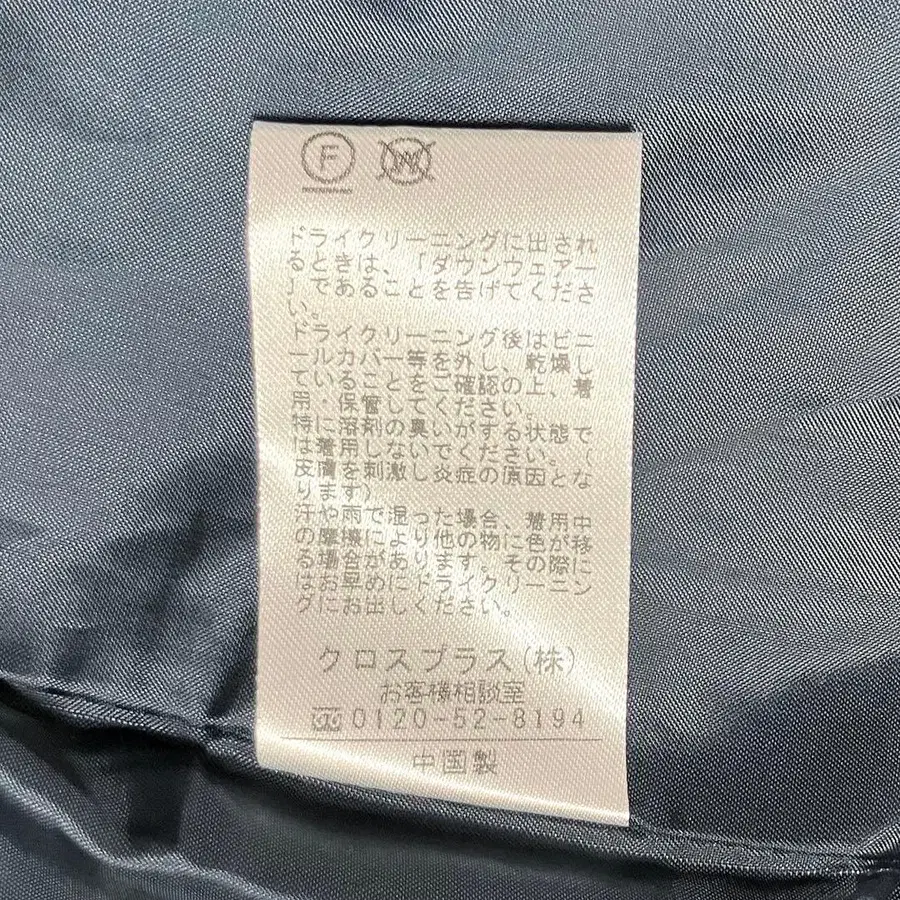 F W
ドライクリーニングに出され
るときは、「ダウンウェアー
」であることを告げてくださ
い。
ドライクリーニング後はビニ
ールカバー等を外し、乾燥し
ていることをご確認の上、着
用・保管してください。
特に溶剤の臭いがする状態で
は着用しないでください。(
皮膚を刺激し炎症の原因とな
ります)
汗や雨で湿った場合、着用中
の摩擦により他の物に色が移
る場合があります。その際に
はお早めにドライクリーニン
グにお出しください。
クロスプラス(株)
お客様相談室
0120-52-8194
中国製